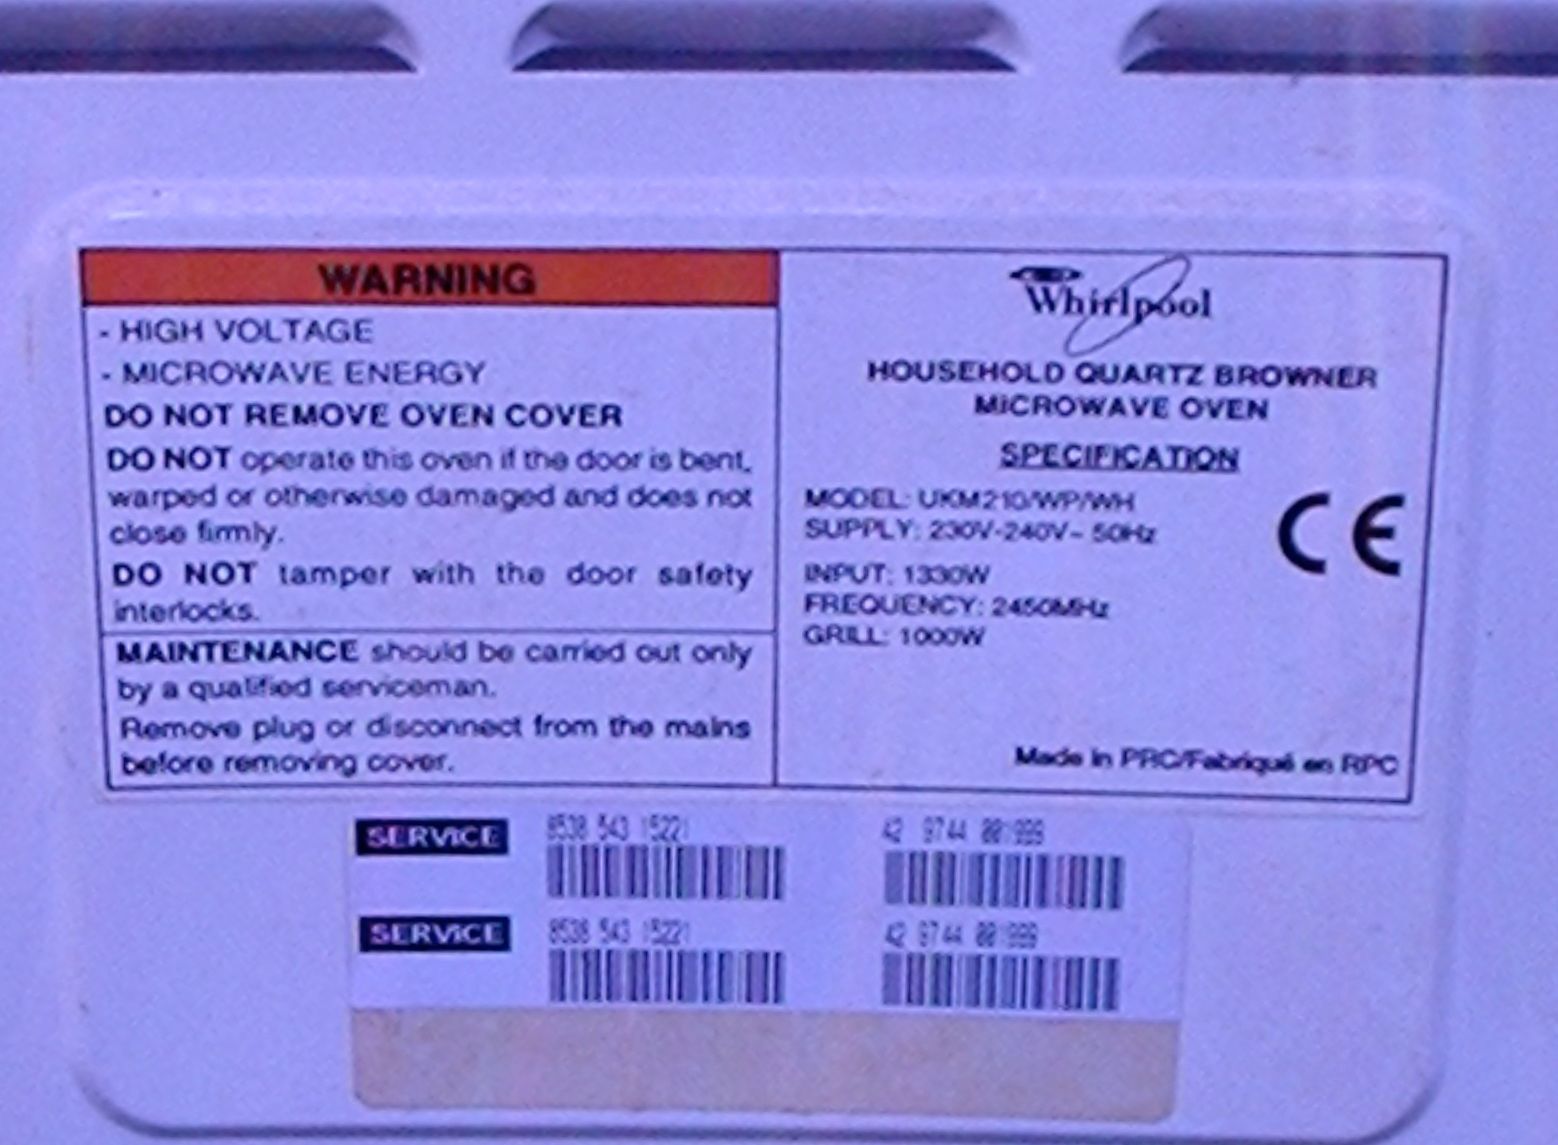 WARNING
- HIGH VOLTAGE
- MICROWAVE ENERGY
DO NOT REMOVE OVEN COVER
DO NOT operate this oven if the door is bent,
warped or otherwise damaged and does not
close firmly.
DO NOT tamper with the door safety
interlocks.
MAINTENANCE should be carried out only
by a qualified serviceman.
Remove plug or disconnect from the mains
before removing cover.
Whirlpool
HOUSEHOLD QUARTZ BROWNER
MICROWAVE OVEN
SPECIFICATION
MODEL: UKM210/WP/WH
SUPPLY: 230V-240V~ 50Hz
INPUT: 1330W
FREQUENCY: 2450MHz
GRILL: 1000W
CE
Made in PRC/Fabriqué en RPC
SERVICE 8538 543 15221 42 9744 001999
SERVICE 8538 543 15221 42 9744 001999